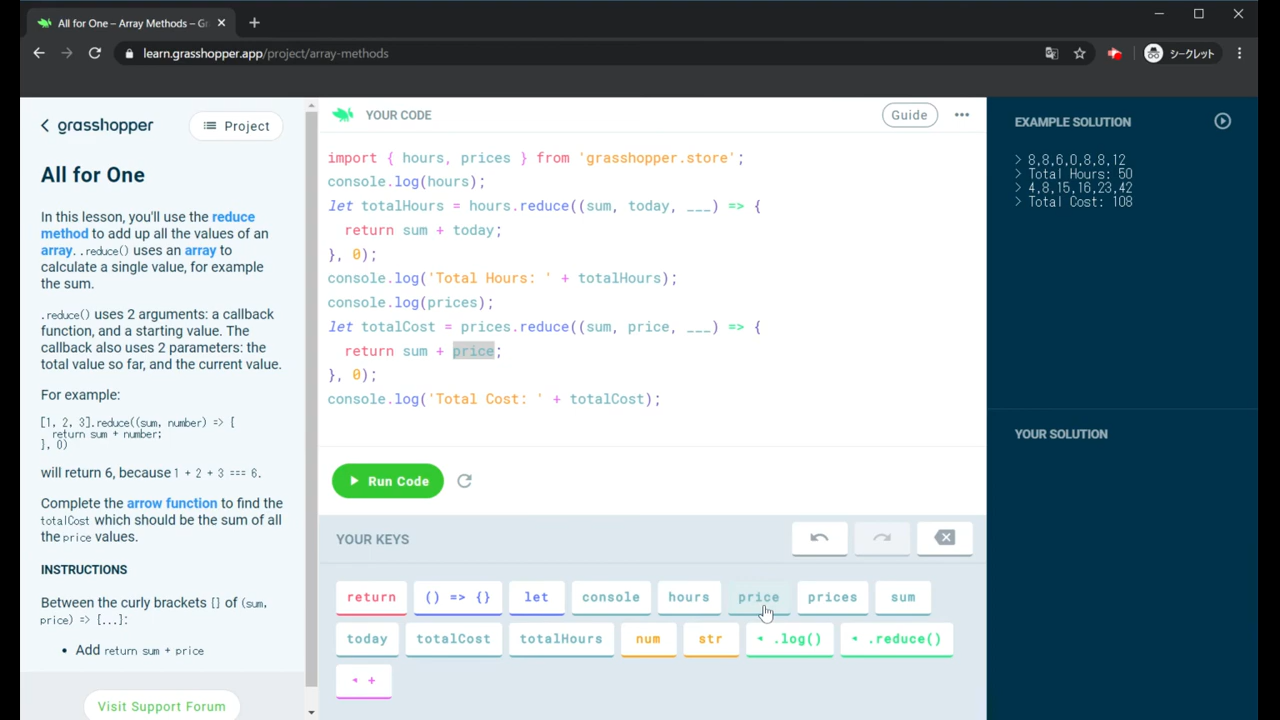 All for One – Array Methods – Gr
learn.grasshopper.app/project/array-methods
シークレット
grasshopper
Project
All for One
In this lesson, you'll use the reduce
method to add up all the values of an
array. .reduce() uses an array to
calculate a single value, for example
the sum.
.reduce() uses 2 arguments: a callback
function, and a starting value. The
callback also uses 2 parameters: the
total value so far, and the current value.
For example:
[1, 2, 3].reduce((sum, number) => [
return sum + number;
], 0)
will return 6, because 1 + 2 + 3 === 6.
Complete the arrow function to find the
totalCost which should be the sum of all
the price values.
INSTRUCTIONS
Between the curly brackets [] of (sum,
price) => [...]:
• Add return sum + price
Visit Support Forum
YOUR CODE
Guide
import { hours, prices } from 'grasshopper.store';
console.log(hours);
let totalHours = hours.reduce((sum, today, ___) => {
return sum + today;
}, 0);
console.log('Total Hours: ' + totalHours);
console.log(prices);
let totalCost = prices.reduce((sum, price, ___) => {
return sum + price;
}, 0);
console.log('Total Cost: ' + totalCost);
Run Code
YOUR KEYS
return () => {} let console hours price prices sum
today totalCost totalHours num str .log() .reduce()
+
EXAMPLE SOLUTION
> 8,8,6,0,8,8,12
> Total Hours: 50
> 4,8,15,16,23,42
> Total Cost: 108
YOUR SOLUTION